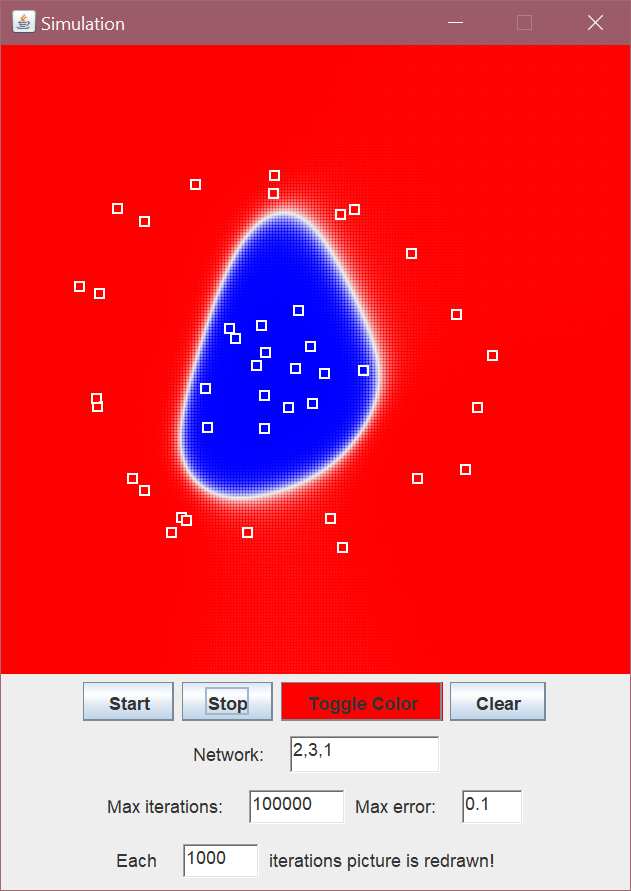 Simulation
Start Stop Toggle Color Clear
Network: 2,3,1
Max iterations: 100000 Max error: 0.1
Each 1000 iterations picture is redrawn!